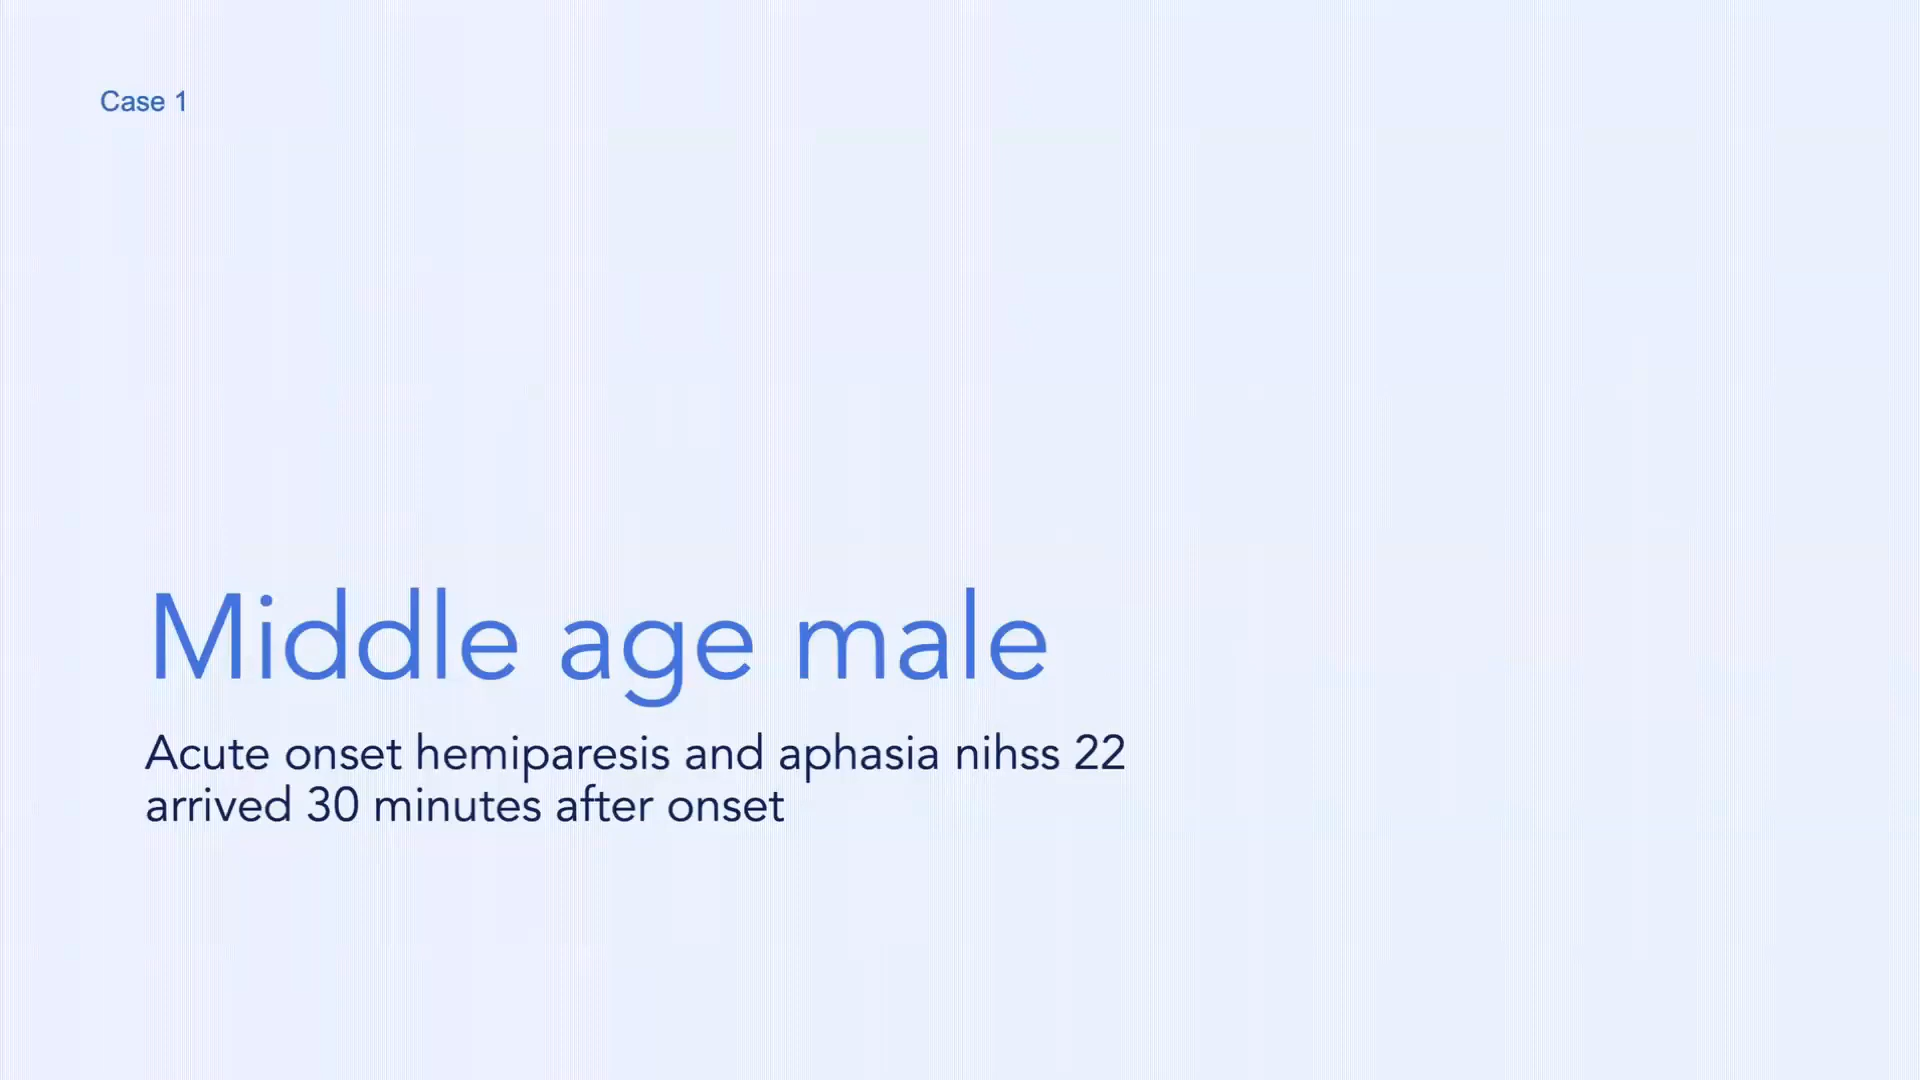 Case 1
Middle age male
Acute onset hemiparesis and aphasia nihss 22
arrived 30 minutes after onset